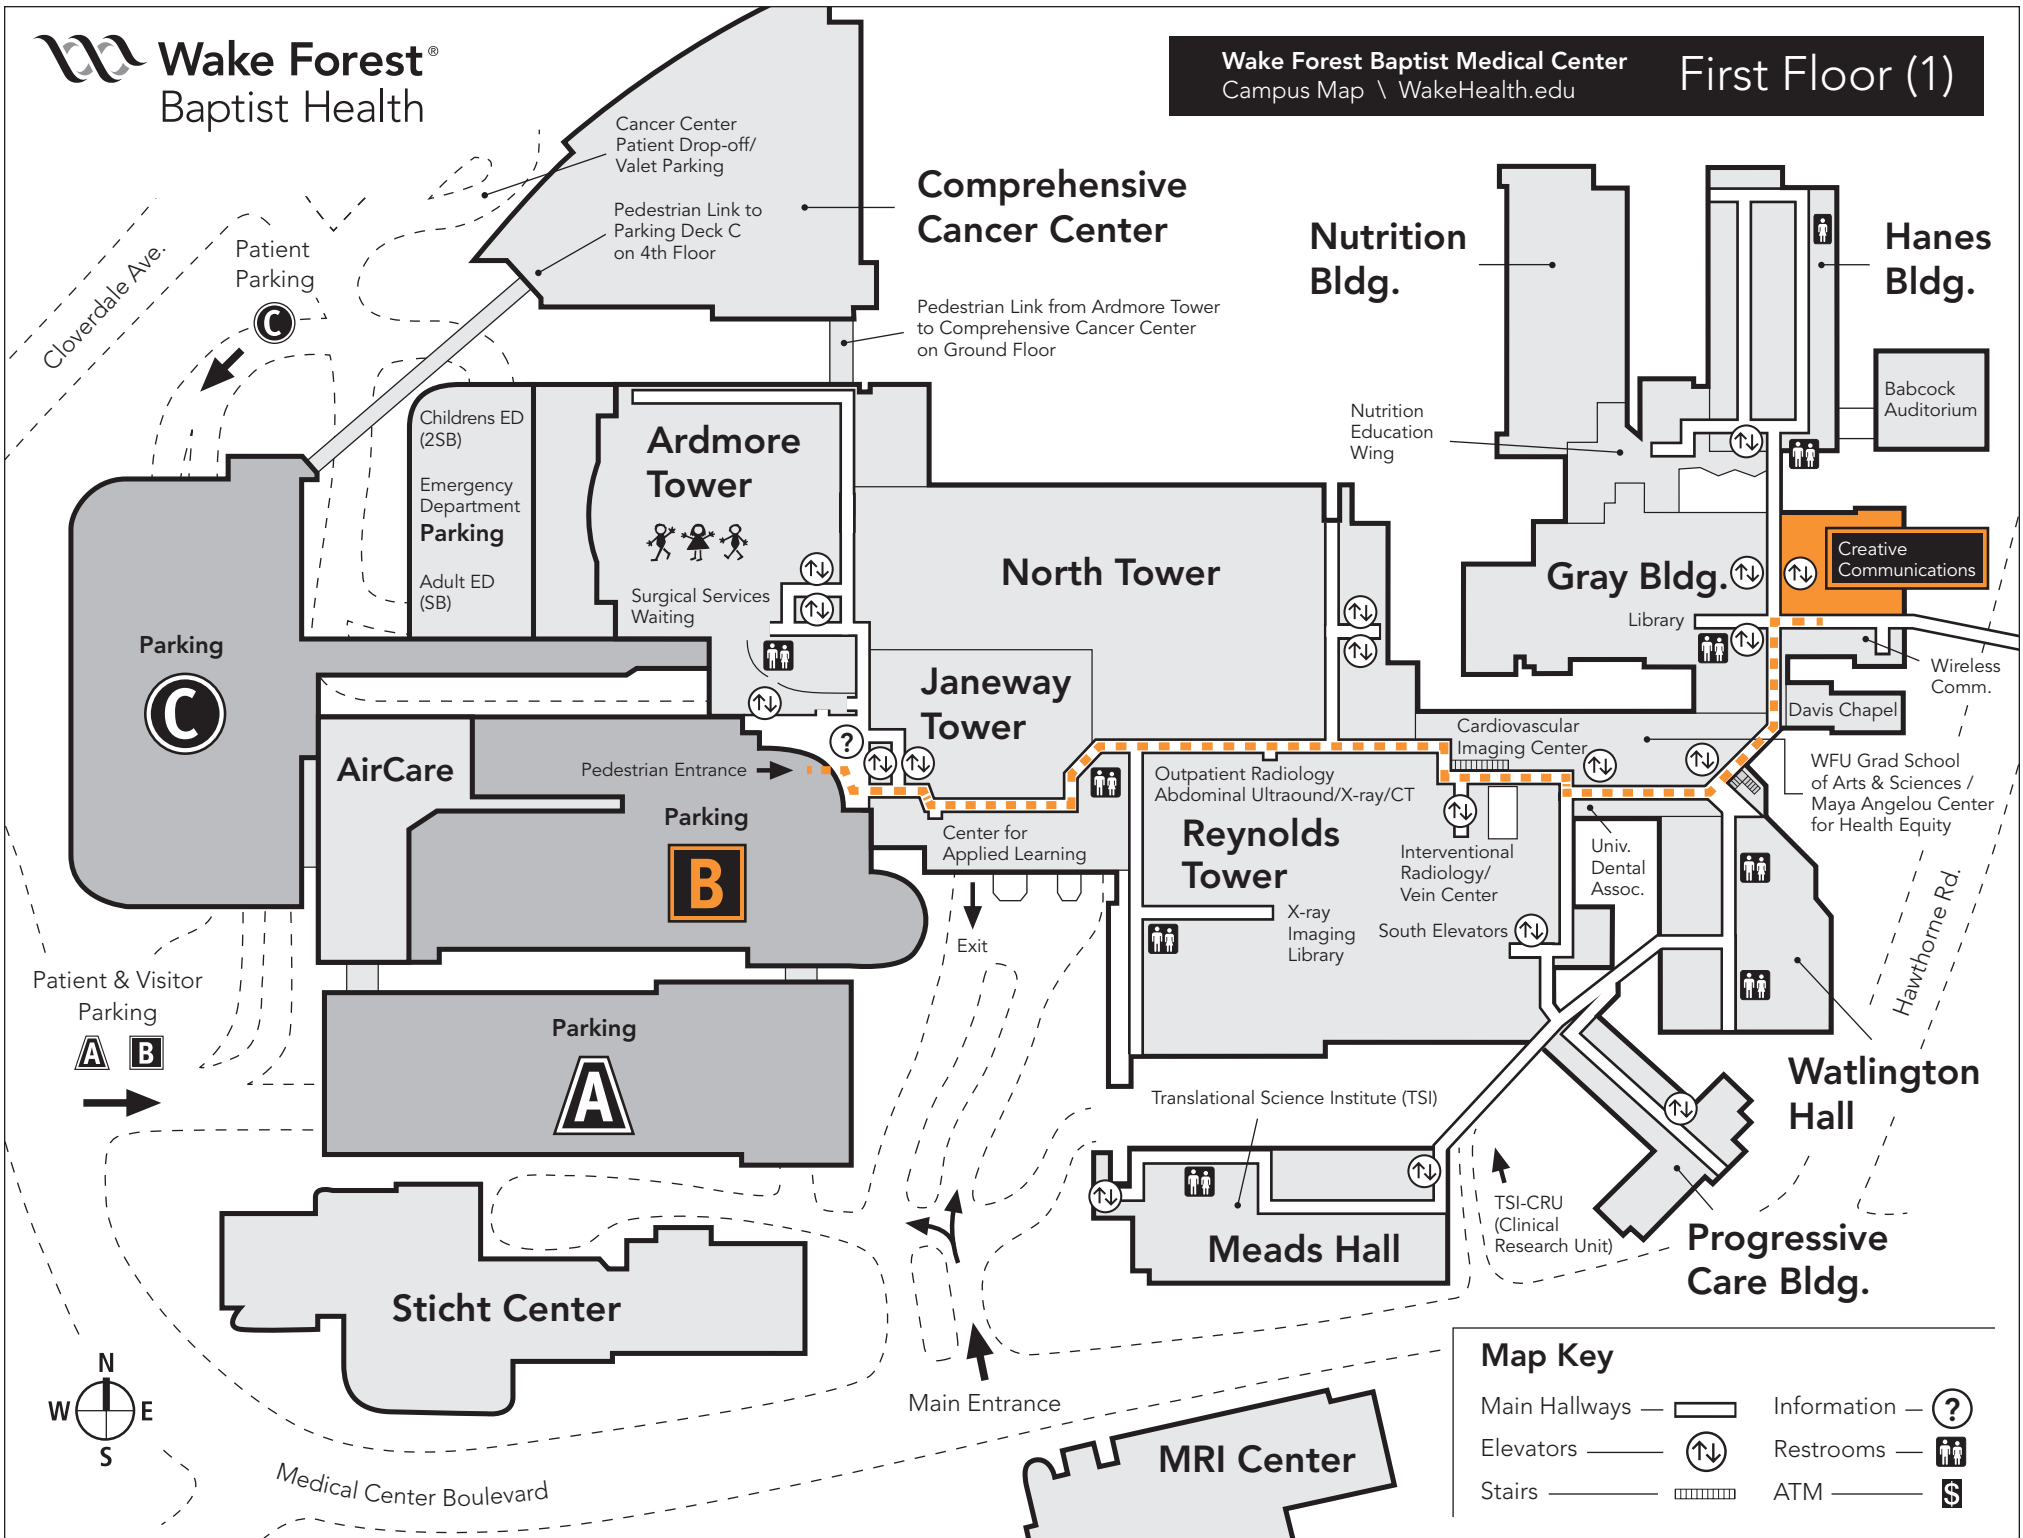 Wake Forest®
Baptist Health
Wake Forest Baptist Medical Center
Campus Map \ WakeHealth.edu
First Floor (1)
Cancer Center
Patient Drop-off/
Valet Parking
Pedestrian Link to
Parking Deck C
on 4th Floor
Comprehensive
Cancer Center
Pedestrian Link from Ardmore Tower
to Comprehensive Cancer Center
on Ground Floor
Nutrition
Bldg.
Hanes
Bldg.
Cloverdale Ave.
Patient
Parking
C
Babcock
Auditorium
Nutrition
Education
Wing
Childrens ED
(2SB)
Emergency
Department
Parking
Adult ED
(SB)
Ardmore
Tower
Surgical Services
Waiting
North Tower
Gray Bldg.
Library
Creative
Communications
Wireless
Comm.
Davis Chapel
Parking
C
Janeway
Tower
?
AirCare
Pedestrian Entrance
Parking
B
Cardiovascular
Imaging Center
WFU Grad School
of Arts & Sciences /
Maya Angelou Center
for Health Equity
Outpatient Radiology
Abdominal Ultraound/X-ray/CT
Reynolds
Tower
Center for
Applied Learning
Interventional
Radiology/
Vein Center
Univ.
Dental
Assoc.
X-ray
Imaging
Library
South Elevators
Exit
Hawthorne Rd.
Patient & Visitor
Parking
A B
Parking
A
Watlington
Hall
Translational Science Institute (TSI)
TSI-CRU
(Clinical
Research Unit)
Meads Hall
Progressive
Care Bldg.
Sticht Center
Main Entrance
MRI Center
N
W E
S
Medical Center Boulevard
Map Key
Main Hallways
Information ?
Elevators
Restrooms
Stairs
ATM $